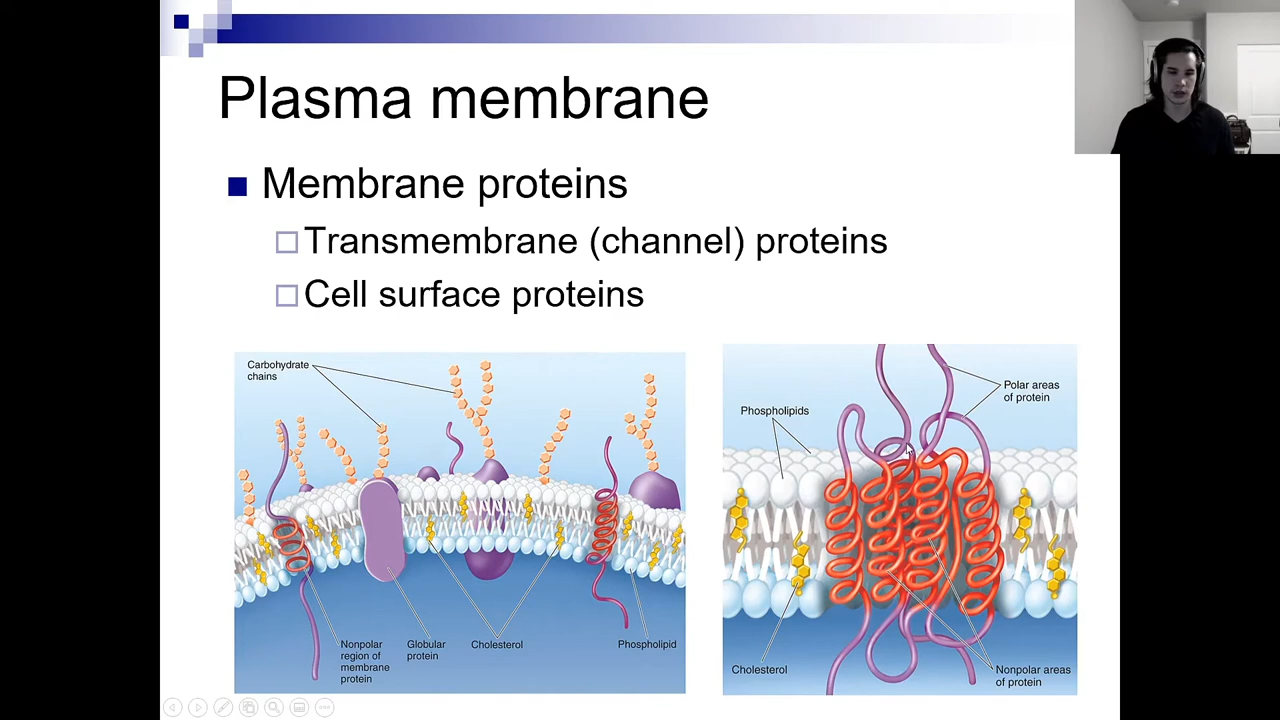 Plasma membrane
Membrane proteins
Transmembrane (channel) proteins
Cell surface proteins
Carbohydrate
chains
Nonpolar
region of
membrane
protein
Globular
protein
Cholesterol
Phospholipid
Polar areas
of protein
Phospholipids
Cholesterol
Nonpolar areas
of protein